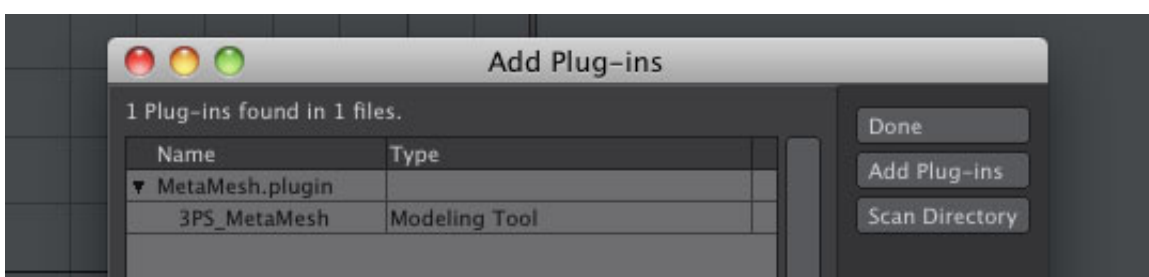 Add Plug-ins
1 Plug-ins found in 1 files.
Done
Name Type
Add Plug-ins
MetaMesh.plugin
3PS_MetaMesh Modeling Tool
Scan Directory